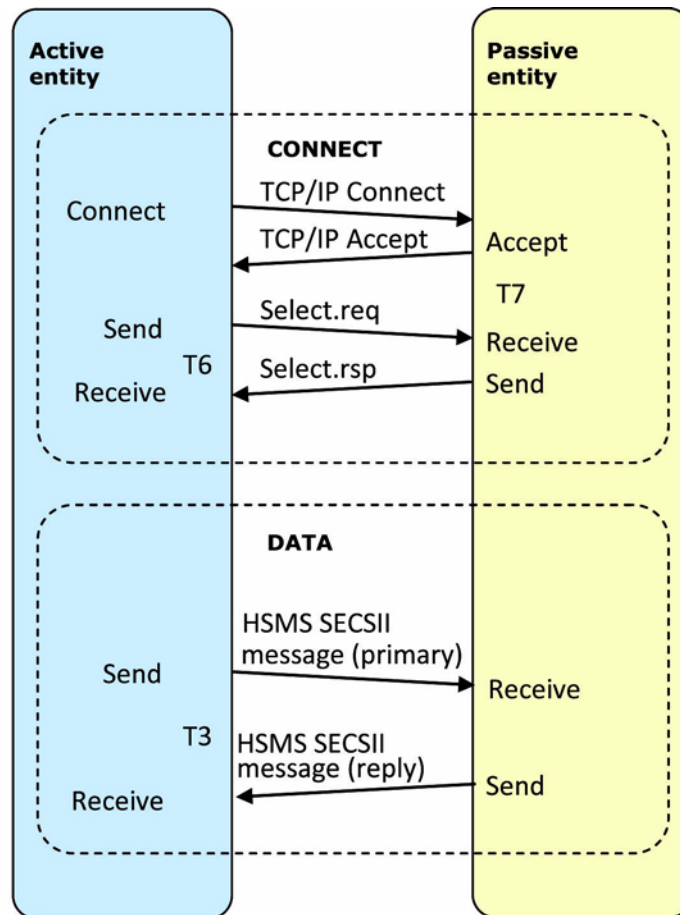 Active
entity
Passive
entity
CONNECT
TCP/IP Connect
Connect
TCP/IP Accept
Accept
T7
Select.req
Send
Receive
T6
Select.rsp
Receive
Send
DATA
HSMS SECSII
message (primary)
Send
Receive
T3
HSMS SECSII
message (reply)
Receive
Send